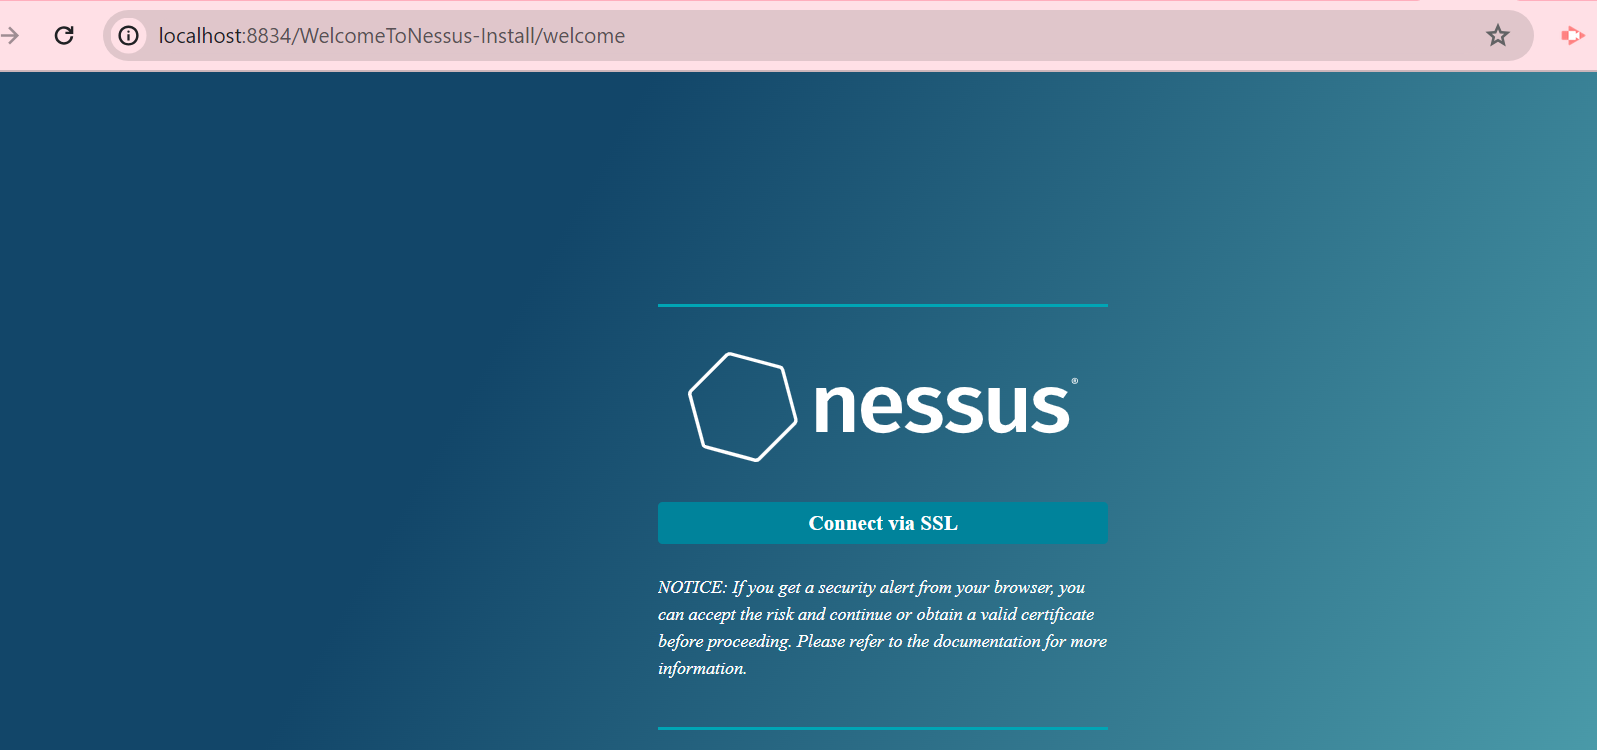 localhost:8834/WelcomeToNessus-Install/welcome
nessus®
Connect via SSL
NOTICE: If you get a security alert from your browser, you
can accept the risk and continue or obtain a valid certificate
before proceeding. Please refer to the documentation for more
information.